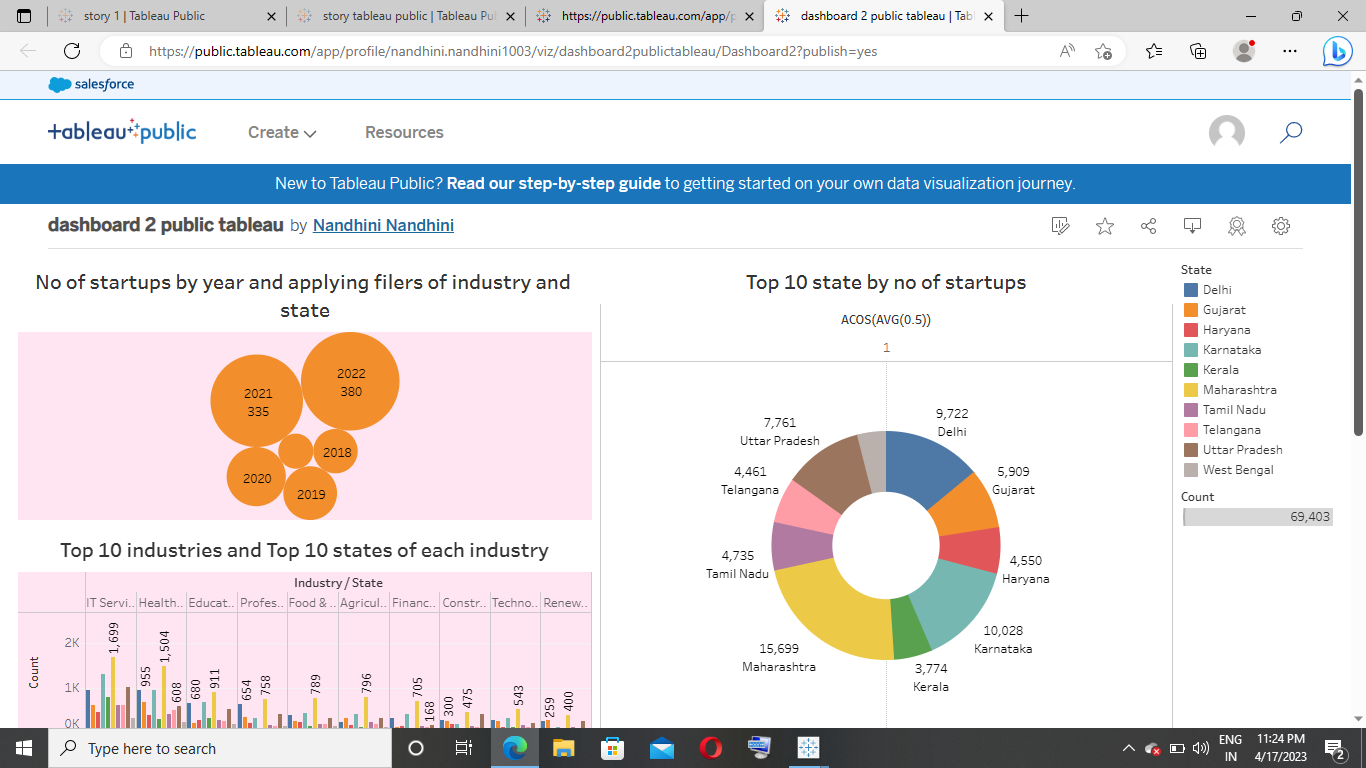 story 1 | Tableau Public
story tableau public | Tableau Pu
https://public.tableau.com/app/p
dashboard 2 public tableau | Tab
https://public.tableau.com/app/profile/nandhini.nandhini1003/viz/dashboard2publictableau/Dashboard2?publish=yes
salesforce
tableau public
Create
Resources
New to Tableau Public? Read our step-by-step guide to getting started on your own data visualization journey.
dashboard 2 public tableau by Nandhini Nandhini
No of startups by year and applying filers of industry and
state
2021
335
2022
380
2018
2020
2019
Top 10 industries and Top 10 states of each industry
Industry / State
IT Servi..
Health..
Educat..
Profes..
Food & ..
Agricul..
Financ..
Constr..
Techno..
Renew..
Count
2K
1K
0K
1,699
955
1,504
608
680
911
654
758
789
796
705
168
300
475
543
259
400
Top 10 state by no of startups
ACOS(AVG(0.5))
1
9,722
Delhi
5,909
Gujarat
4,550
Haryana
10,028
Karnataka
3,774
Kerala
15,699
Maharashtra
4,735
Tamil Nadu
4,461
Telangana
7,761
Uttar Pradesh
State
Delhi
Gujarat
Haryana
Karnataka
Kerala
Maharashtra
Tamil Nadu
Telangana
Uttar Pradesh
West Bengal
Count
69,403
Type here to search
ENG
IN
11:24 PM
4/17/2023
2